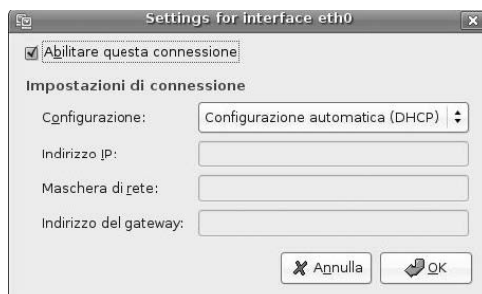 Settings for interface eth0
Abilitare questa connessione
Impostazioni di connessione
Configurazione: Configurazione automatica (DHCP)
Indirizzo IP:
Maschera di rete:
Indirizzo del gateway:
Annulla OK